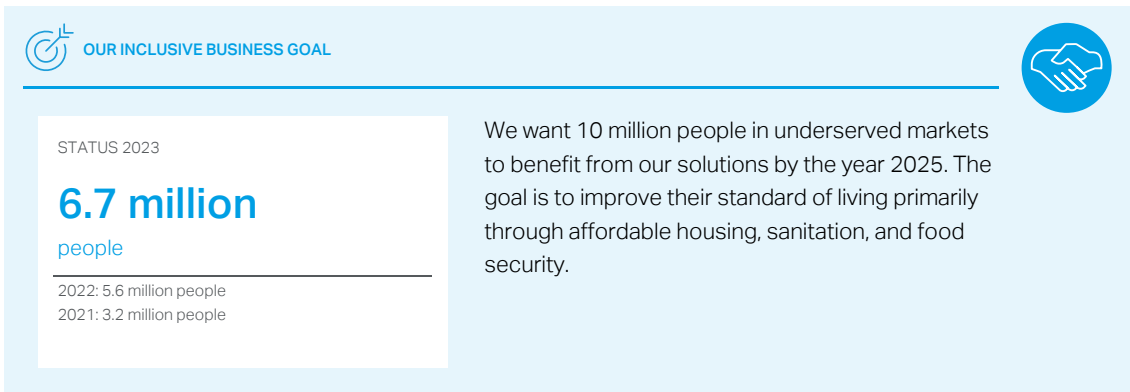 OUR INCLUSIVE BUSINESS GOAL
STATUS 2023
6.7 million
people
2022: 5.6 million people
2021: 3.2 million people
We want 10 million people in underserved markets
to benefit from our solutions by the year 2025. The
goal is to improve their standard of living primarily
through affordable housing, sanitation, and food
security.